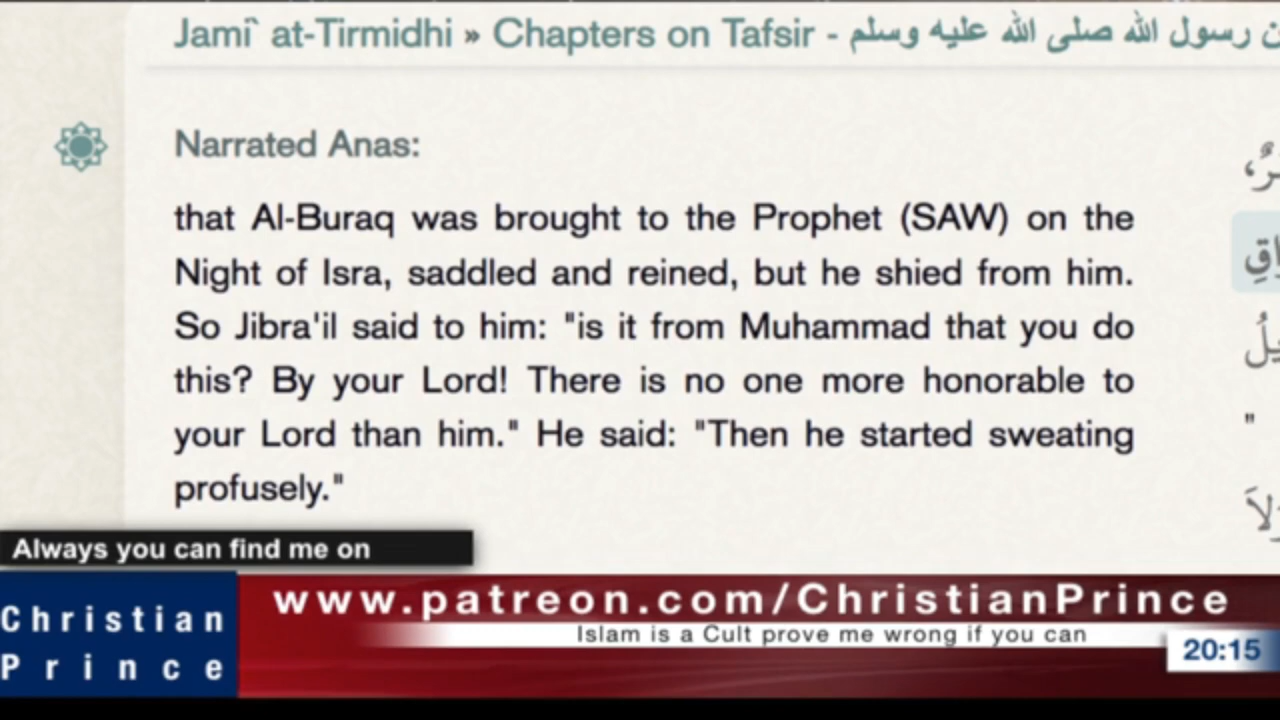 Jami` at-Tirmidhi » Chapters on Tafsir - رسول الله صلى الله عليه وسلم
Narrated Anas:
that Al-Buraq was brought to the Prophet (SAW) on the
Night of Isra, saddled and reined, but he shied from him.
So Jibra'il said to him: "is it from Muhammad that you do
this? By your Lord! There is no one more honorable to
your Lord than him." He said: "Then he started sweating
profusely."
Always you can find me on
Christian
Prince
www.patreon.com/ChristianPrince
Islam is a Cult prove me wrong if you can
20:15